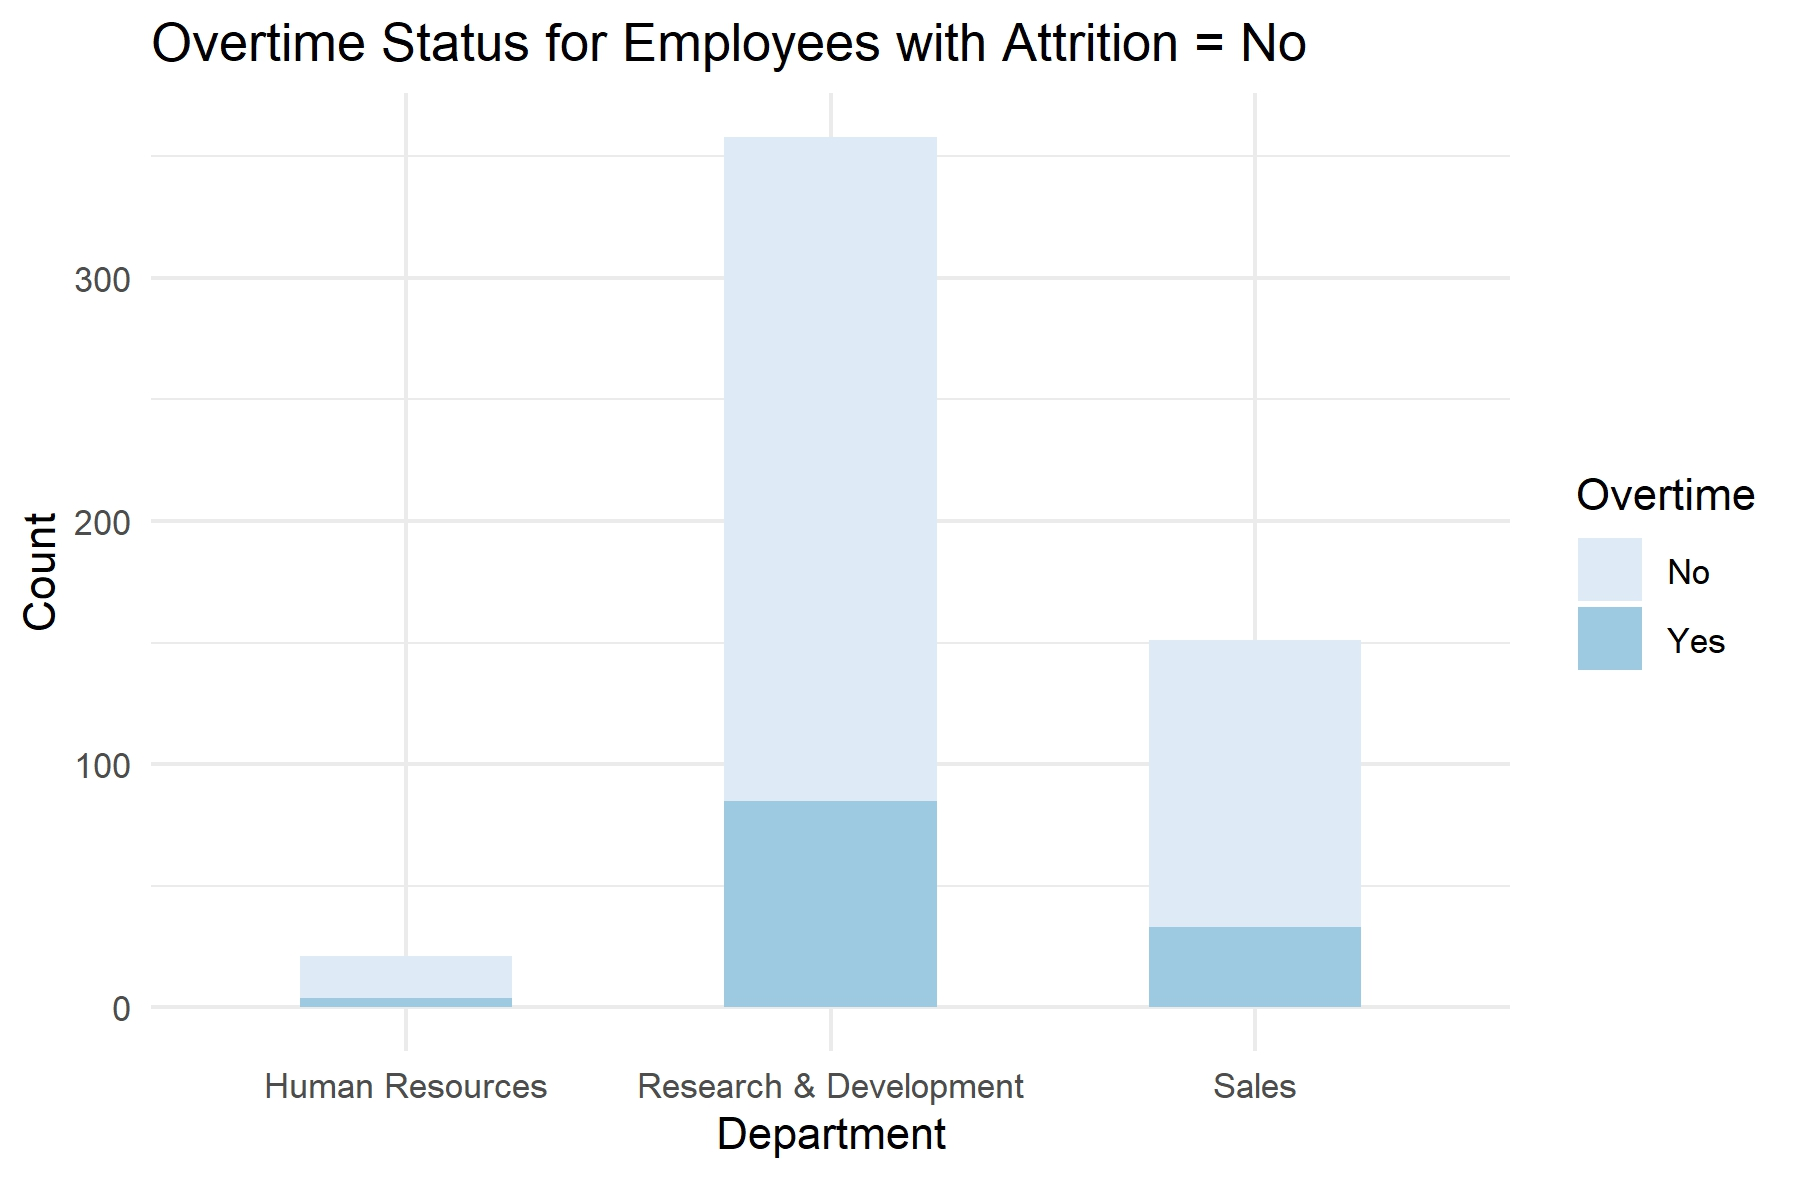 Overtime Status for Employees with Attrition = No
Count
300
200
100
0
Human Resources
Research & Development
Sales
Department
Overtime
No
Yes